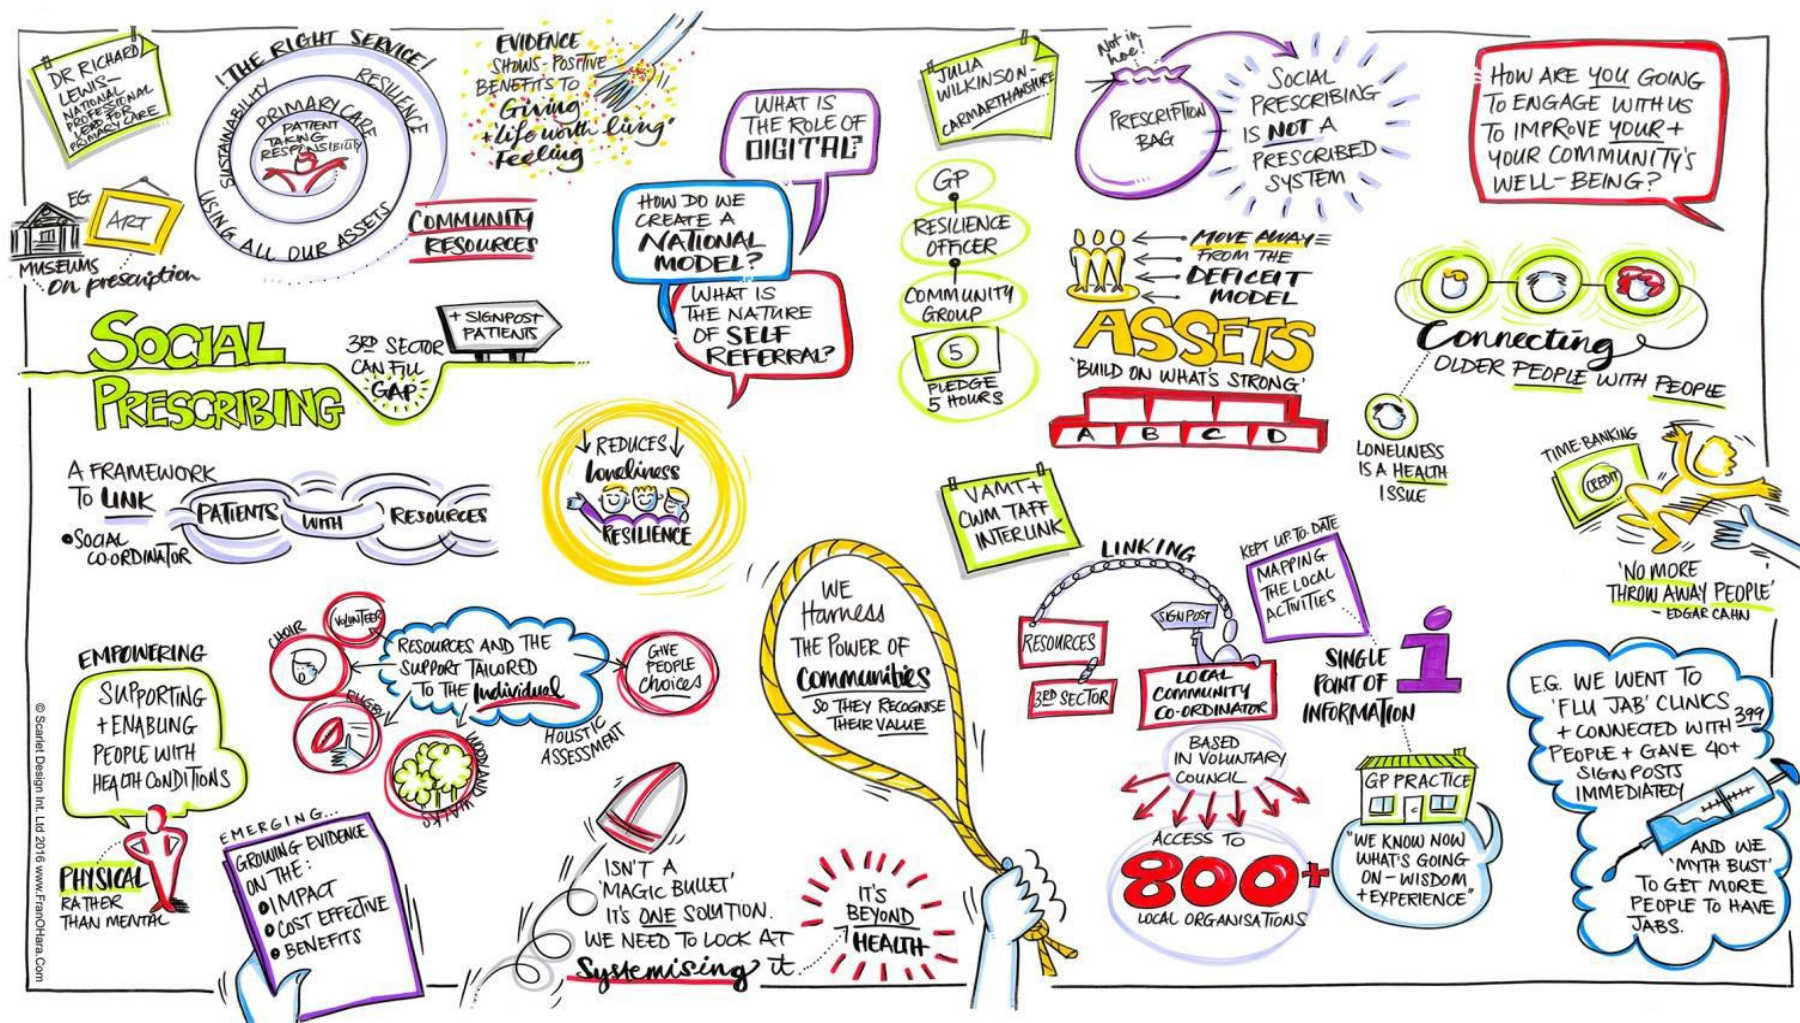 DR RICHARD
LEWIS -
NATIONAL
PROFESSIONAL
LEAD FOR
PRIMARY CARE
! THE RIGHT SERVICE!
SUSTAINABILITY
RESILIENCE
PRIMARY CARE
PATIENT
TAKING
RESPONSIBILITY
USING ALL OUR ASSETS
COMMUNITY
RESOURCES
EG
ART
MUSEUMS
on prescription
EVIDENCE
SHOWS - POSITIVE
BENEFITS TO
Giving
+ "Life worth living"
Feeling
WHAT IS
THE ROLE OF
DIGITAL?
HOW DO WE
CREATE A
NATIONAL
MODEL?
WHAT IS
THE NATURE
OF SELF
REFERRAL?
SOCIAL
PRESCRIBING
3RD SECTOR
CAN FILL
GAP
+ SIGNPOST
PATIENTS
A FRAMEWORK
TO LINK
• SOCIAL
CO-ORDINATOR
PATIENTS WITH RESOURCES
↓ REDUCES ↓
loneliness
RESILIENCE
EMPOWERING
SUPPORTING
+ ENABLING
PEOPLE WITH
HEALTH CONDITIONS
PHYSICAL
RATHER
THAN MENTAL
VOLUNTEER
CHOIR
RUGBY
WOODLAND WALKS
RESOURCES AND THE
SUPPORT TAILORED
TO THE Individual
HOLISTIC
ASSESSMENT
GIVE
PEOPLE
Choices
EMERGING...
GROWING EVIDENCE
ON THE:
• IMPACT
• COST EFFECTIVE
• BENEFITS
ISN'T A
'MAGIC BULLET'
IT'S ONE SOLUTION.
WE NEED TO LOOK AT
Systemising it
IT'S
BEYOND
HEALTH
WE
Harness
THE POWER OF
Communities
SO THEY RECOGNISE
THEIR VALUE
JULIA
WILKINSON -
CARMARTHANSHIRE
GP
RESILIENCE
OFFICER
COMMUNITY
GROUP
5
PLEDGE
5 HOURS
Not in
here!
PRESCRIPTION
BAG
SOCIAL
PRESCRIBING
IS NOT A
PRESCRIBED
SYSTEM
MOVE AWAY
FROM THE
DEFICEIT
MODEL
ASSETS
'BUILD ON WHAT'S STRONG'
A B C D
HOW ARE YOU GOING
TO ENGAGE WITH US
TO IMPROVE YOUR +
YOUR COMMUNITY'S
WELL-BEING?
Connecting
OLDER PEOPLE WITH PEOPLE
LONELINESS
IS A HEALTH
ISSUE
TIME-BANKING
CREDIT
'NO MORE
THROW AWAY PEOPLE'
- EDGAR CAHN
VAMT +
CWM TAFF
INTERLINK
LINKING
RESOURCES
3RD SECTOR
SIGNPOST
LOCAL
COMMUNITY
CO-ORDINATOR
BASED
IN VOLUNTARY
COUNCIL
ACCESS TO
800+
LOCAL ORGANISATIONS
KEPT UP-TO-DATE
MAPPING
THE LOCAL
ACTIVITIES
SINGLE
POINT OF
INFORMATION
i
GP PRACTICE
"WE KNOW NOW
WHAT'S GOING
ON - WISDOM
+ EXPERIENCE"
E.G. WE WENT TO
'FLU JAB' CLINICS
+ CONNECTED WITH 399
PEOPLE + GAVE 40+
SIGNPOSTS
IMMEDIATELY
AND WE
'MYTH BUST'
TO GET MORE
PEOPLE TO HAVE
JABS.
© Scarlet Design Int. Ltd 2016 www.FranOHara.Com